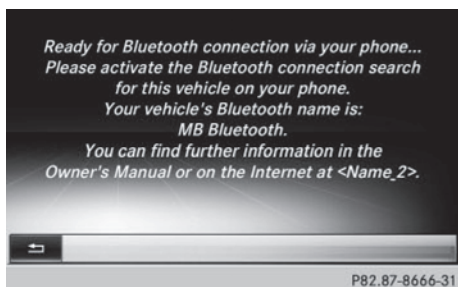 Ready for Bluetooth connection via your phone...
Please activate the Bluetooth connection search
for this vehicle on your phone.
Your vehicle's Bluetooth name is:
MB Bluetooth.
You can find further information in the
Owner's Manual or on the Internet at <Name_2>.
P82.87-8666-31